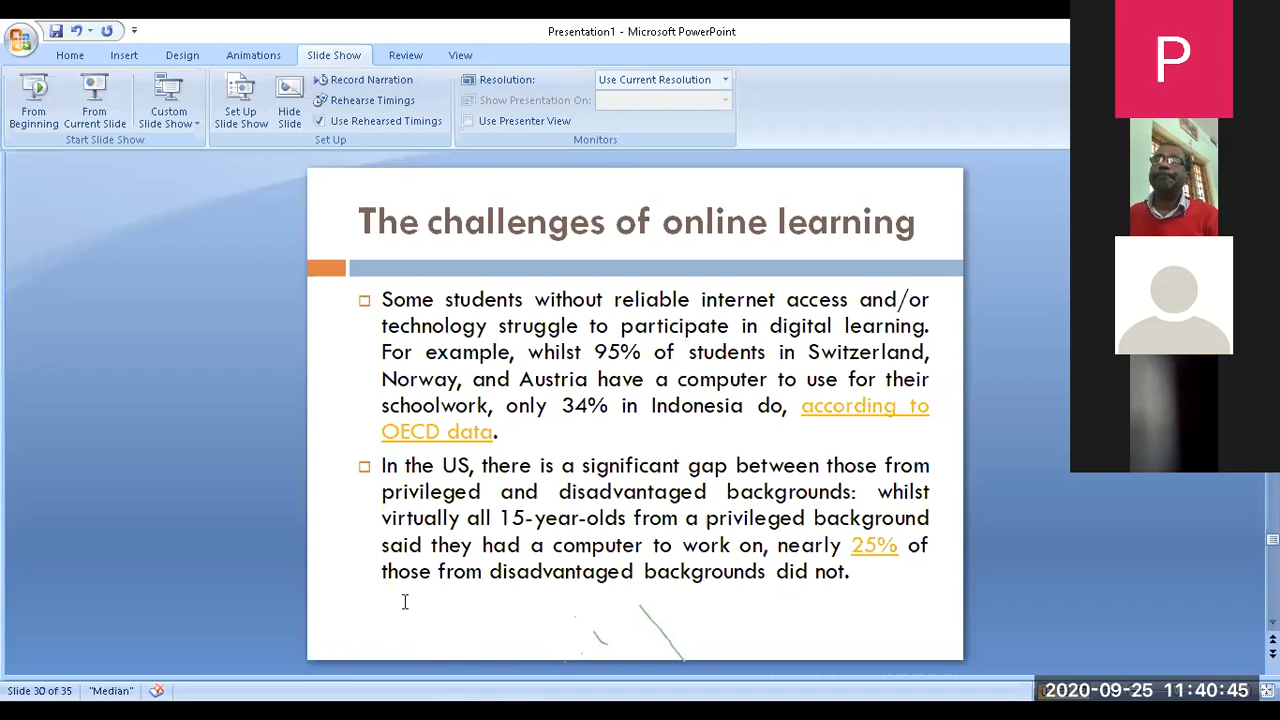 Presentation1 - Microsoft PowerPoint
Home Insert Design Animations Slide Show Review View
From Beginning
From Current Slide
Custom Slide Show
Start Slide Show
Set Up Slide Show
Hide Slide
Record Narration
Rehearse Timings
Use Rehearsed Timings
Set Up
Resolution: Use Current Resolution
Show Presentation On:
Use Presenter View
Monitors
P
The challenges of online learning
Some students without reliable internet access and/or
technology struggle to participate in digital learning.
For example, whilst 95% of students in Switzerland,
Norway, and Austria have a computer to use for their
schoolwork, only 34% in Indonesia do, according to
OECD data.
In the US, there is a significant gap between those from
privileged and disadvantaged backgrounds: whilst
virtually all 15-year-olds from a privileged background
said they had a computer to work on, nearly 25% of
those from disadvantaged backgrounds did not.
Slide 30 of 35 "Median"
2020-09-25 11:40:45